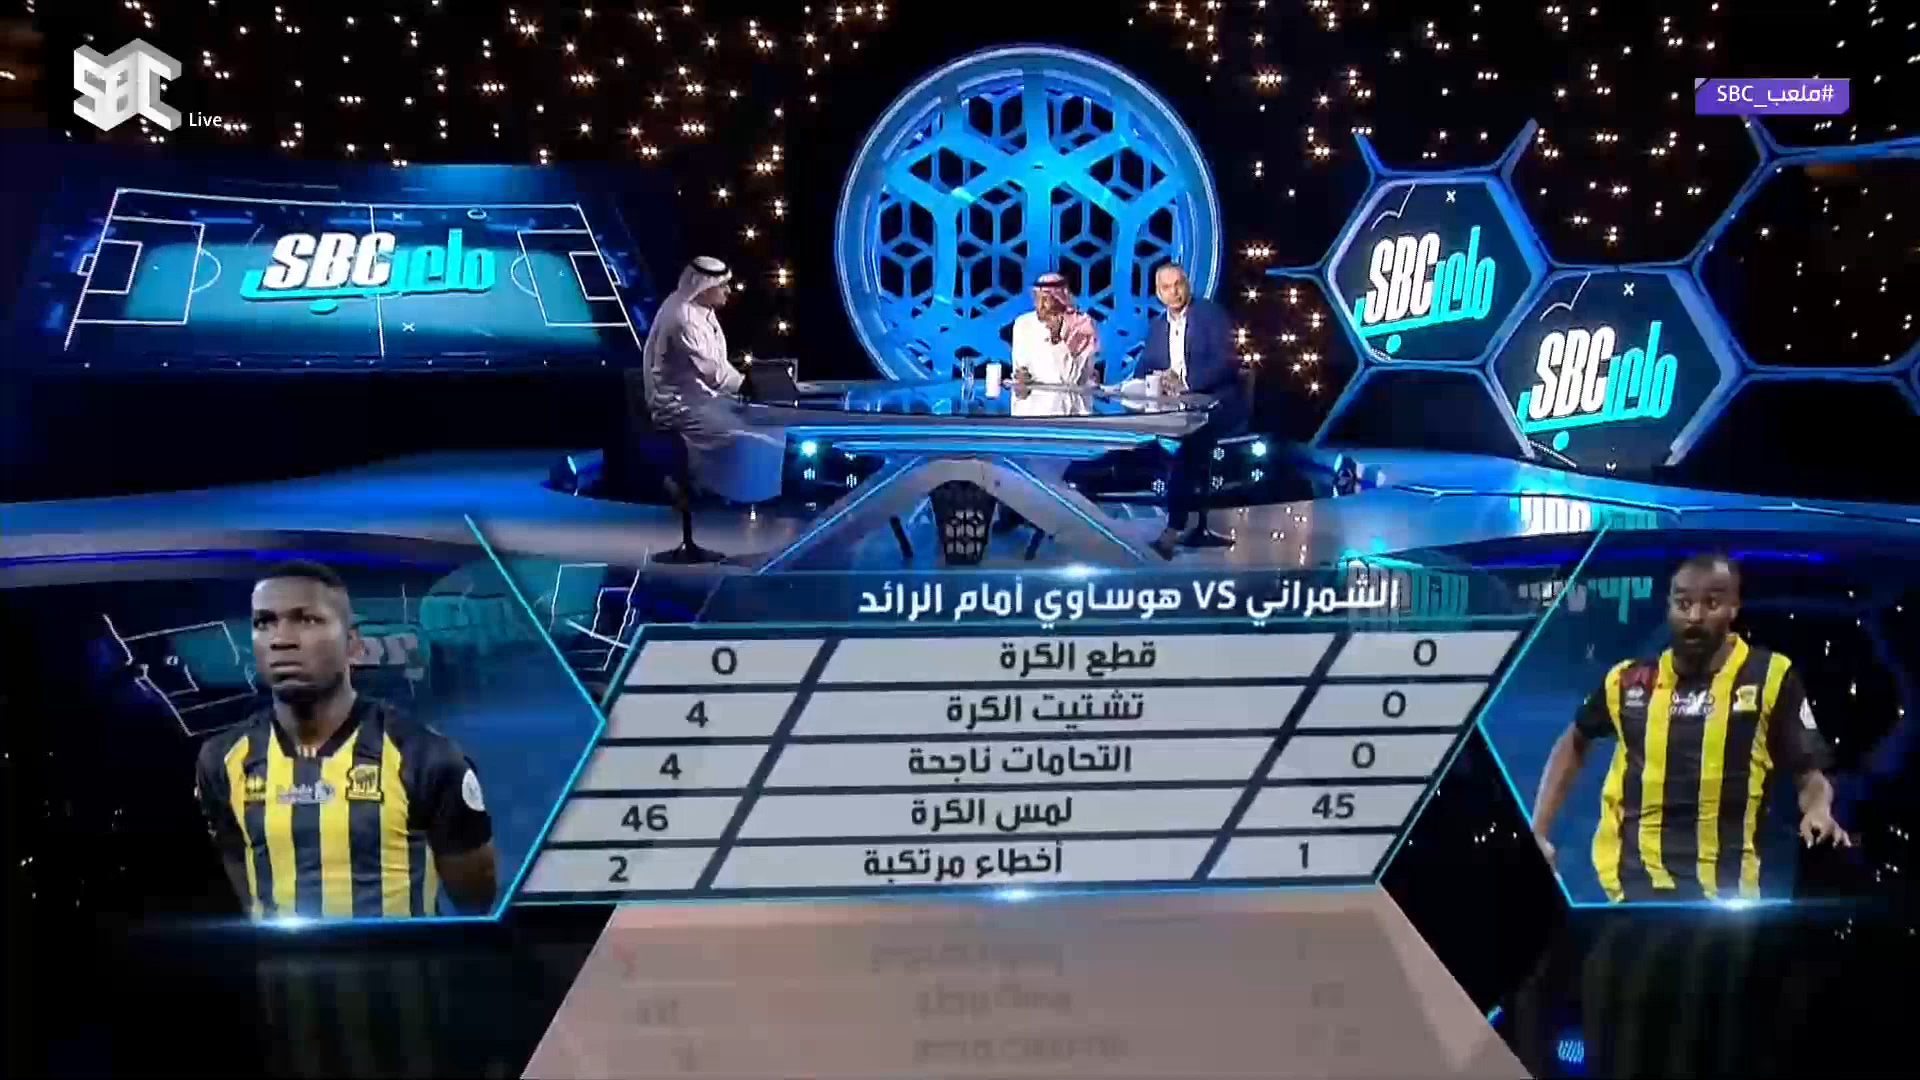 SBC
Live
#ملعب_SBC
ملعب SBC
ملعب SBC
ملعب SBC
الشمراني VS هوساوي أمام الرائد
0 قطع الكرة 0
0 تشتيت الكرة 4
0 التحامات ناجحة 4
45 لمس الكرة 46
1 أخطاء مرتكبة 2